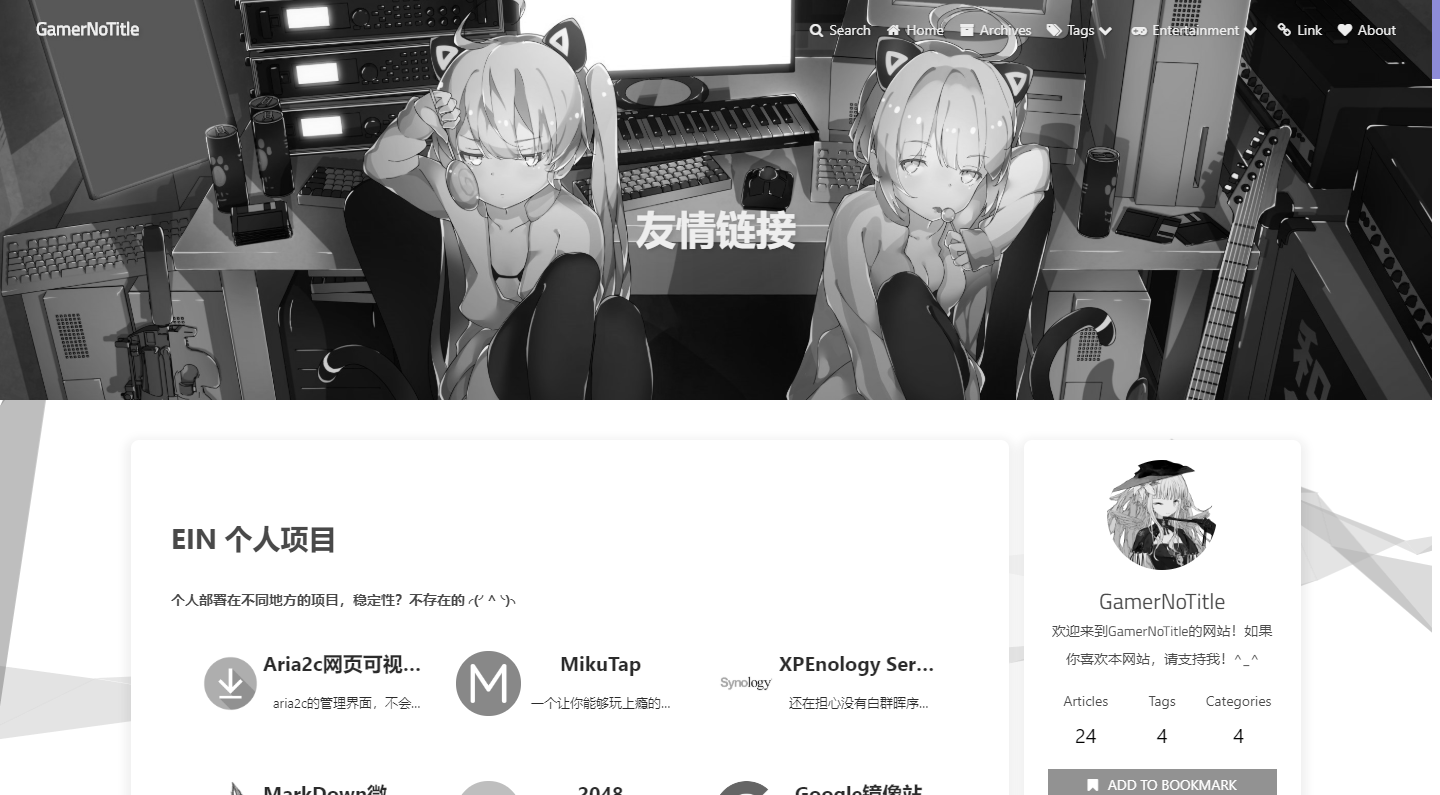 GamerNoTitle
Search Home Archives Tags Entertainment Link About
友情链接
EIN 个人项目
个人部署在不同地方的项目，稳定性？不存在的╭(╯^╰)╮
Aria2c网页可视...
aria2c的管理界面，不会...
MikuTap
一个让你能够玩上瘾的...
Synology
XPEnology Ser...
还在担心没有白群晖序...
MarkDown微
2048
Google镜像站
GamerNoTitle
欢迎来到GamerNoTitle的网站！如果
你喜欢本网站，请支持我！^_^
Articles Tags Categories
24 4 4
ADD TO BOOKMARK